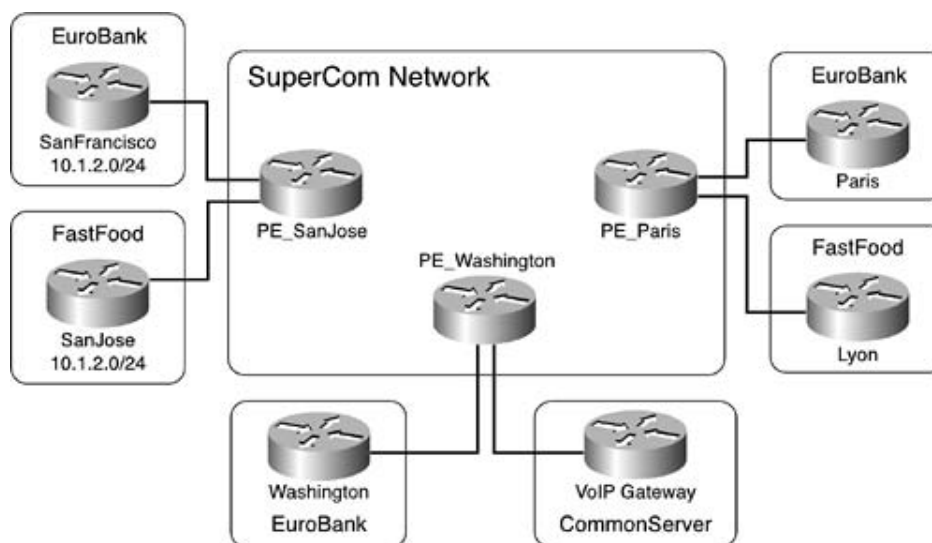 EuroBank
SanFrancisco
10.1.2.0/24
FastFood
SanJose
10.1.2.0/24
SuperCom Network
PE_SanJose
PE_Paris
PE_Washington
EuroBank
Paris
FastFood
Lyon
Washington
EuroBank
VoIP Gateway
CommonServer